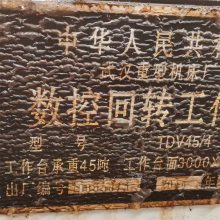 中华人民共
武汉重型机床厂
数控回转工作
型 号 TDV45/4
工作台承重45吨 工作台面3000X
出厂编号